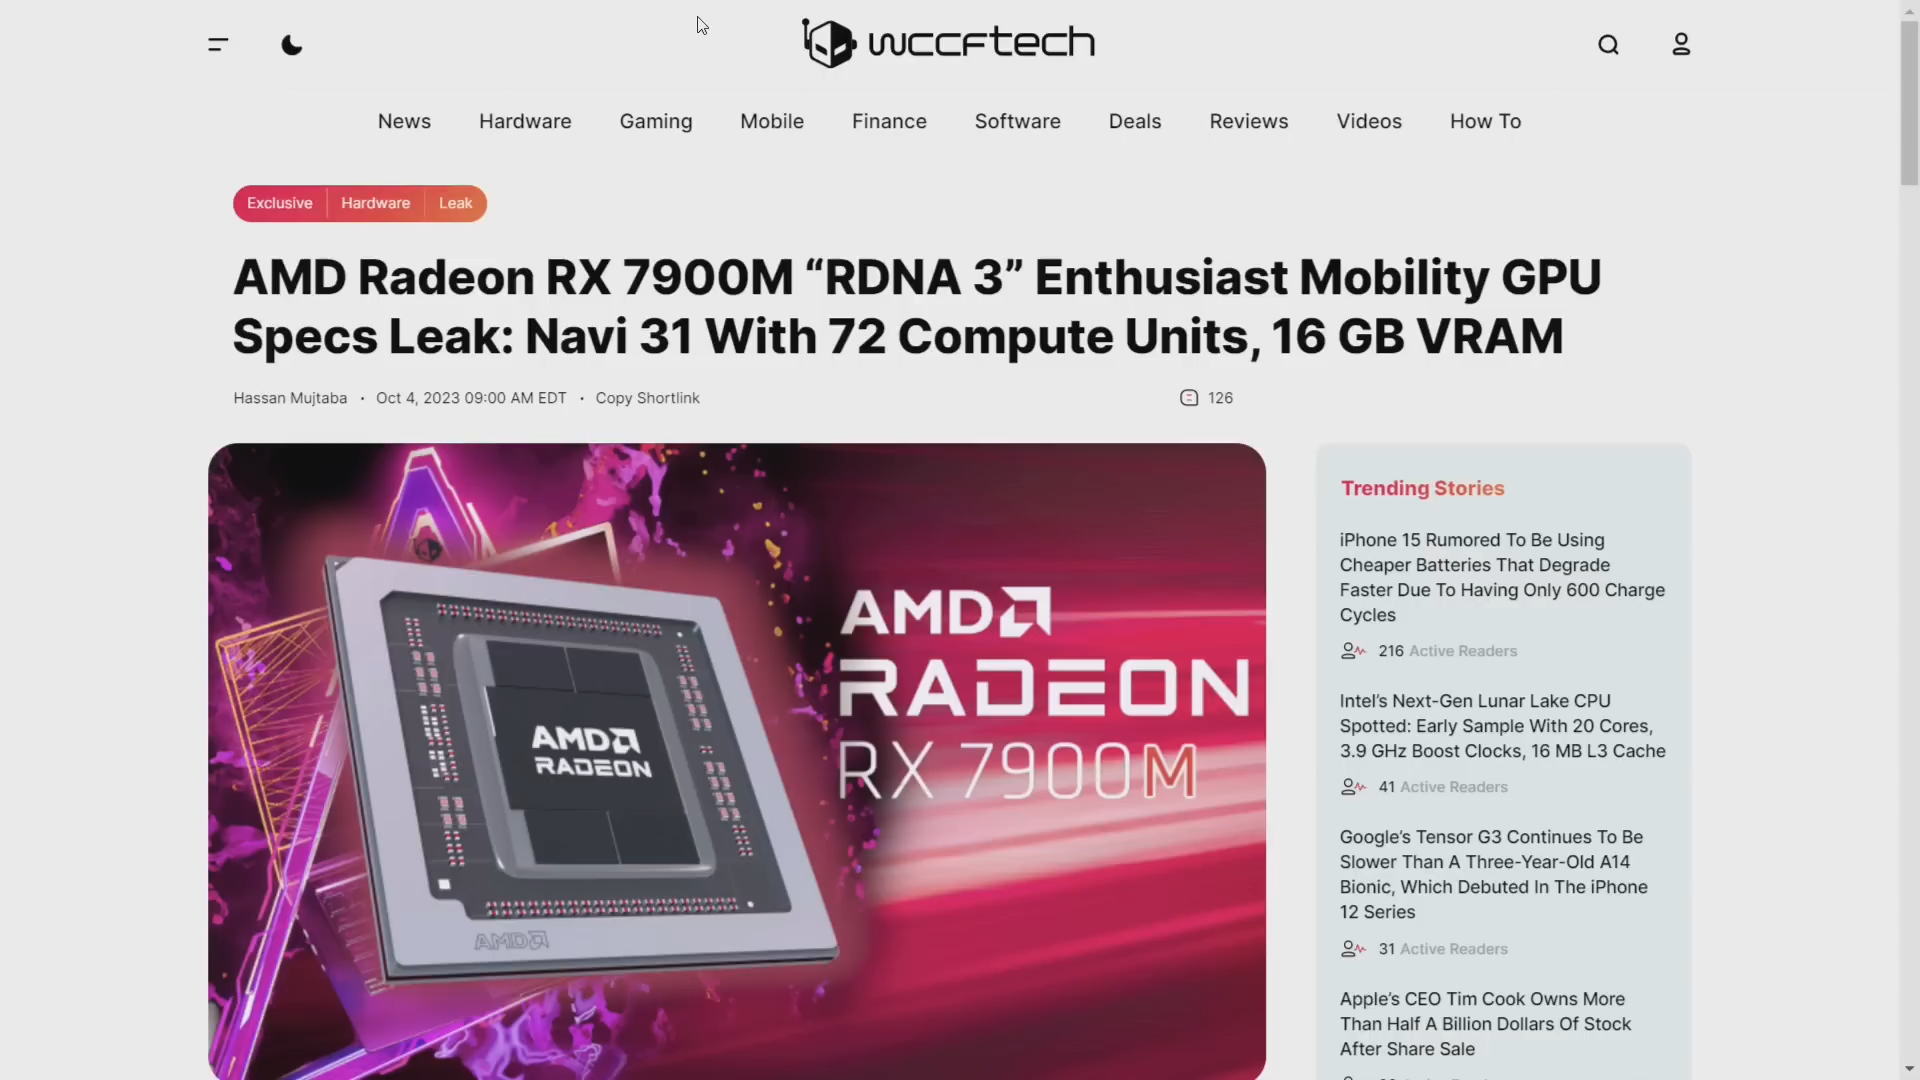 wccftech
News Hardware Gaming Mobile Finance Software Deals Reviews Videos How To
Exclusive Hardware Leak
AMD Radeon RX 7900M “RDNA 3” Enthusiast Mobility GPU
Specs Leak: Navi 31 With 72 Compute Units, 16 GB VRAM
Hassan Mujtaba • Oct 4, 2023 09:00 AM EDT • Copy Shortlink
126
AMD
RADEON
RX 7900M
AMD
RADEON
AMD
Trending Stories
iPhone 15 Rumored To Be Using
Cheaper Batteries That Degrade
Faster Due To Having Only 600 Charge
Cycles
216 Active Readers
Intel’s Next-Gen Lunar Lake CPU
Spotted: Early Sample With 20 Cores,
3.9 GHz Boost Clocks, 16 MB L3 Cache
41 Active Readers
Google’s Tensor G3 Continues To Be
Slower Than A Three-Year-Old A14
Bionic, Which Debuted In The iPhone
12 Series
31 Active Readers
Apple’s CEO Tim Cook Owns More
Than Half A Billion Dollars Of Stock
After Share Sale